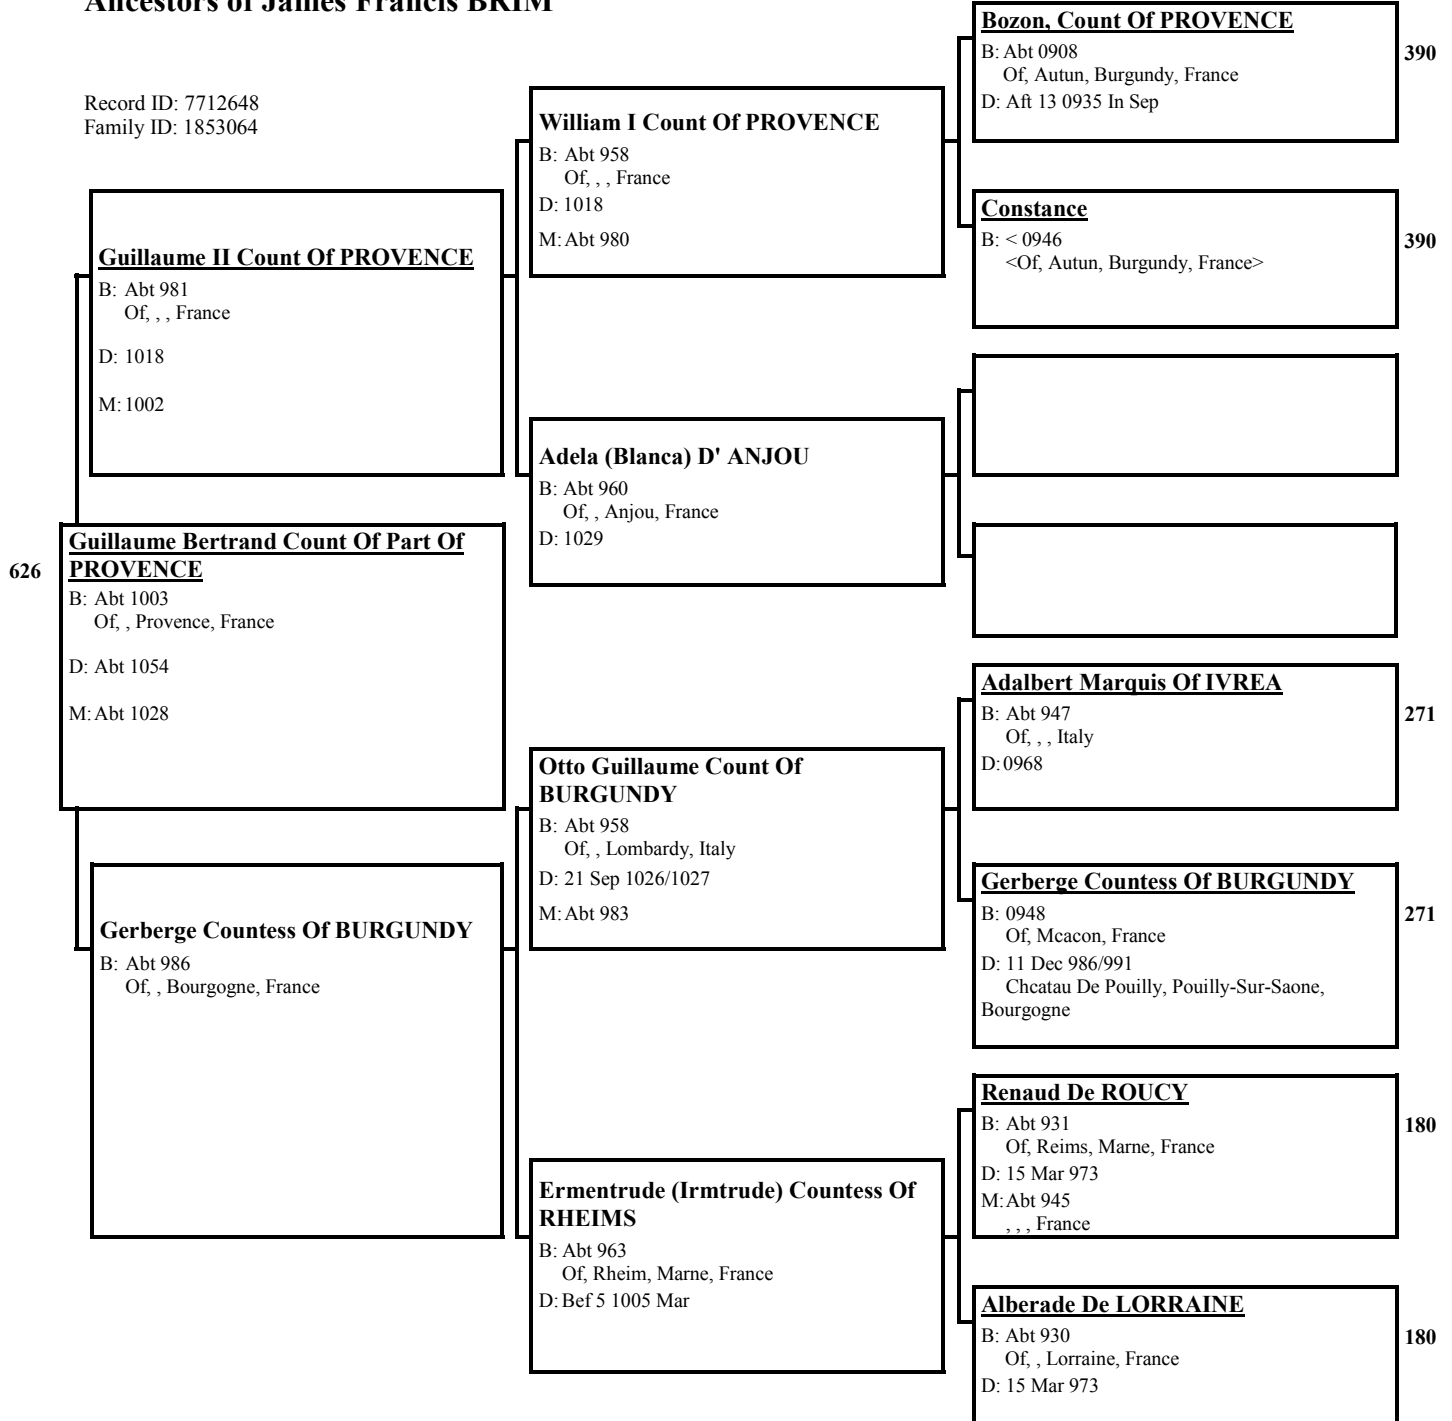 Ancestors of James Francis BRIM
Record ID: 7712648
Family ID: 1853064
Guillaume II Count Of PROVENCE
B: Abt 981
Of, , , France
D: 1018
M: 1002
626
Guillaume Bertrand Count Of Part Of
PROVENCE
B: Abt 1003
Of, , Provence, France
D: Abt 1054
M: Abt 1028
Gerberge Countess Of BURGUNDY
B: Abt 986
Of, , Bourgogne, France
William I Count Of PROVENCE
B: Abt 958
Of, , , France
D: 1018
M: Abt 980
Adela (Blanca) D' ANJOU
B: Abt 960
Of, , Anjou, France
D: 1029
Otto Guillaume Count Of
BURGUNDY
B: Abt 958
Of, , Lombardy, Italy
D: 21 Sep 1026/1027
M: Abt 983
Ermentrude (Irmtrude) Countess Of
RHEIMS
B: Abt 963
Of, Rheim, Marne, France
D: Bef 5 1005 Mar
Bozon, Count Of PROVENCE
B: Abt 0908
Of, Autun, Burgundy, France
D: Aft 13 0935 In Sep
390
Constance
B: < 0946
<Of, Autun, Burgundy, France>
390
Adalbert Marquis Of IVREA
B: Abt 947
Of, , , Italy
D: 0968
271
Gerberge Countess Of BURGUNDY
B: 0948
Of, Mcacon, France
D: 11 Dec 986/991
Chcatau De Pouilly, Pouilly-Sur-Saone,
Bourgogne
271
Renaud De ROUCY
B: Abt 931
Of, Reims, Marne, France
D: 15 Mar 973
M: Abt 945
, , , France
180
Alberade De LORRAINE
B: Abt 930
Of, , Lorraine, France
D: 15 Mar 973
180